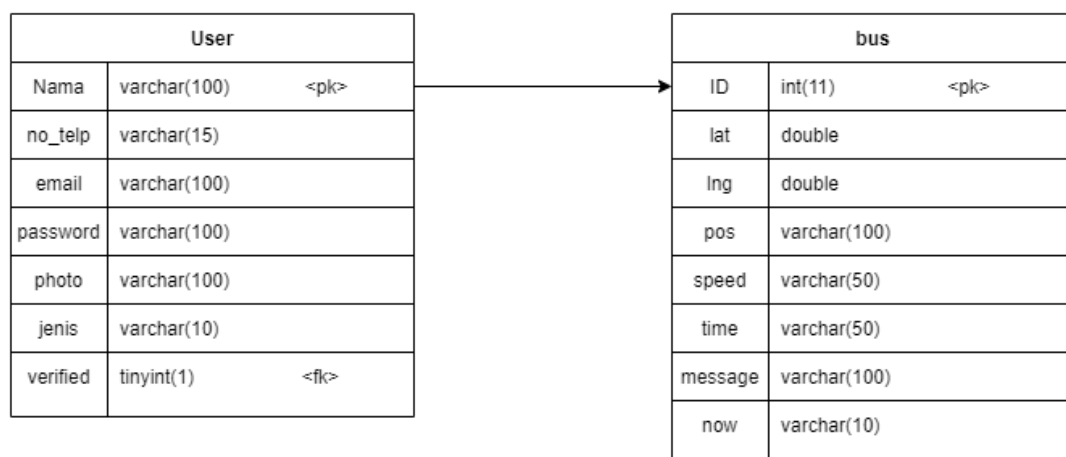 User
Nama varchar(100) <pk>
no_telp varchar(15)
email varchar(100)
password varchar(100)
photo varchar(100)
jenis varchar(10)
verified tinyint(1) <fk>
bus
ID int(11) <pk>
lat double
lng double
pos varchar(100)
speed varchar(50)
time varchar(50)
message varchar(100)
now varchar(10)